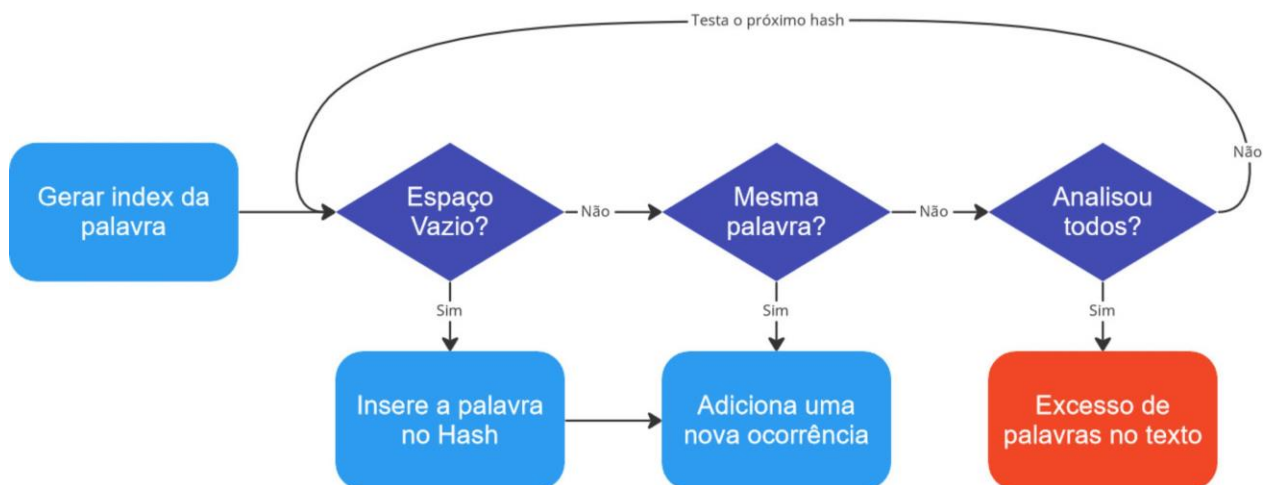 Testa o próximo hash
Não
Gerar index da
palavra
Espaço
Vazio?
Não
Mesma
palavra?
Não
Analisou
todos?
Sim
Sim
Sim
Insere a palavra
no Hash
Adiciona uma
nova ocorrência
Excesso de
palavras no texto